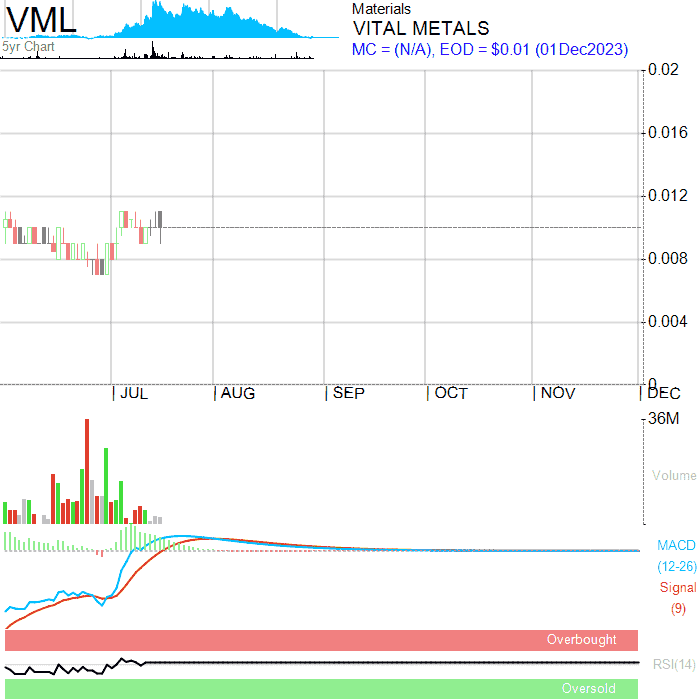 VML
5yr Chart
Materials
VITAL METALS
MC = (N/A), EOD = $0.01 (01Dec2023)
0.02
0.016
0.012
0.008
0.004
0
JUL AUG SEP OCT NOV DEC
36M
Volume
MACD
(12-26)
Signal
(9)
Overbought
RSI(14)
Oversold